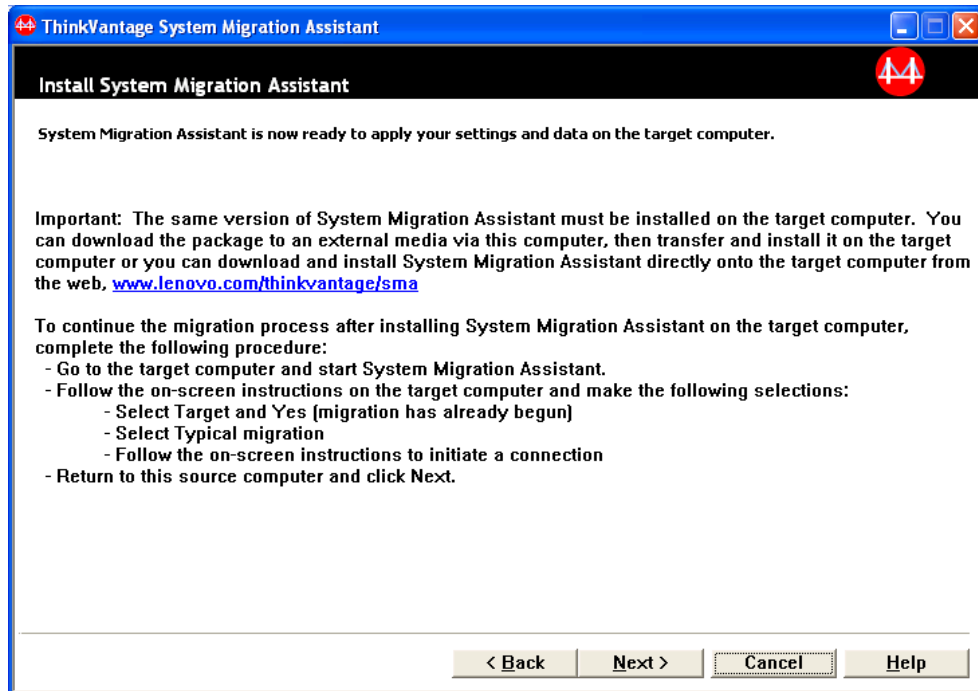 ThinkVantage System Migration Assistant
Install System Migration Assistant
System Migration Assistant is now ready to apply your settings and data on the target computer.
Important:  The same version of System Migration Assistant must be installed on the target computer.  You
can download the package to an external media via this computer, then transfer and install it on the target
computer or you can download and install System Migration Assistant directly onto the target computer from
the web, www.lenovo.com/thinkvantage/sma
To continue the migration process after installing System Migration Assistant on the target computer,
complete the following procedure:
- Go to the target computer and start System Migration Assistant.
- Follow the on-screen instructions on the target computer and make the following selections:
- Select Target and Yes (migration has already begun)
- Select Typical migration
- Follow the on-screen instructions to initiate a connection
- Return to this source computer and click Next.
< Back
Next >
Cancel
Help